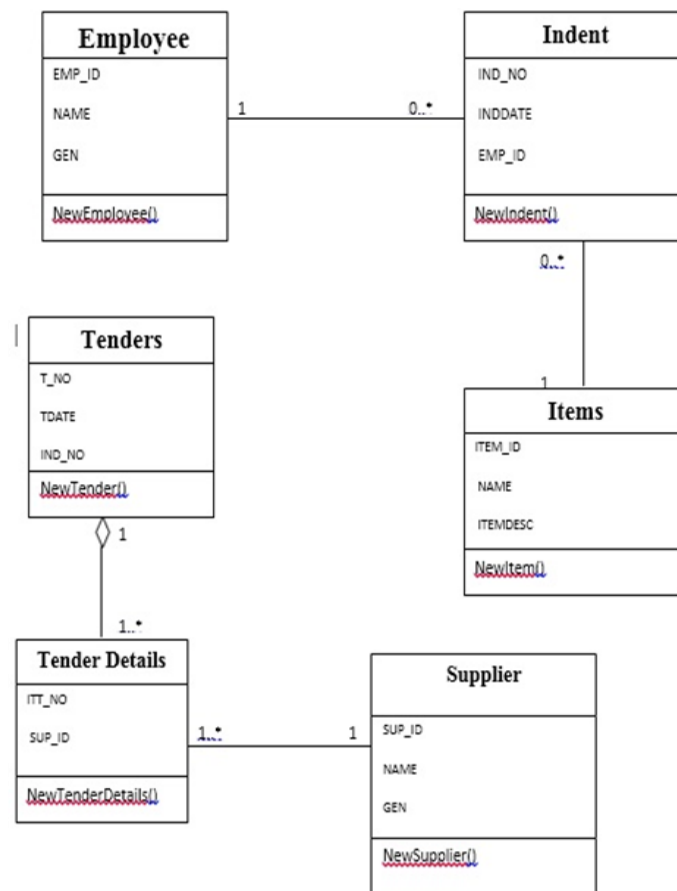 Employee
EMP_ID
NAME
GEN
NewEmployee()
1
0..*
Indent
IND_NO
INDDATE
EMP_ID
NewIndent()
0..*
1
Items
ITEM_ID
NAME
ITEMDESC
NewItem()
Tenders
T_NO
TDATE
IND_NO
NewTender()
1
1..*
Tender Details
ITT_NO
SUP_ID
NewTenderDetails()
1..*
1
Supplier
SUP_ID
NAME
GEN
NewSupplier()